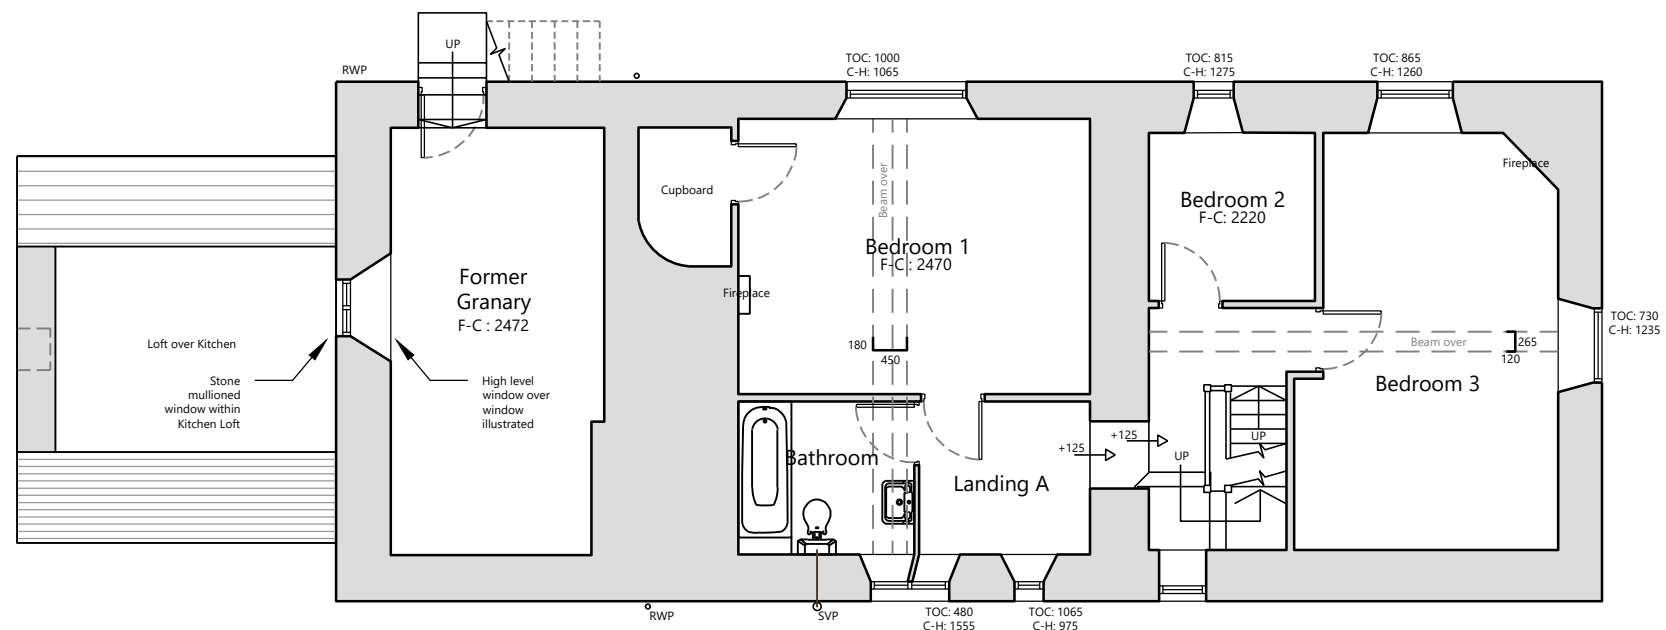 UP
RWP
TOC: 1000
C-H: 1065
TOC: 815
C-H: 1275
TOC: 865
C-H: 1260
Fireplace
Cupboard
Beam over
Bedroom 2
F-C: 2220
Bedroom 1
F-C : 2470
Former
Granary
F-C : 2472
Fireplace
TOC: 730
C-H: 1235
Loft over Kitchen
180
450
Beam over
265
120
Stone
mullioned
window within
Kitchen Loft
High level
window over
window
illustrated
Bedroom 3
+125
+125
UP
UP
Bathroom
Landing A
RWP
SVP
TOC: 480
C-H: 1555
TOC: 1065
C-H: 975